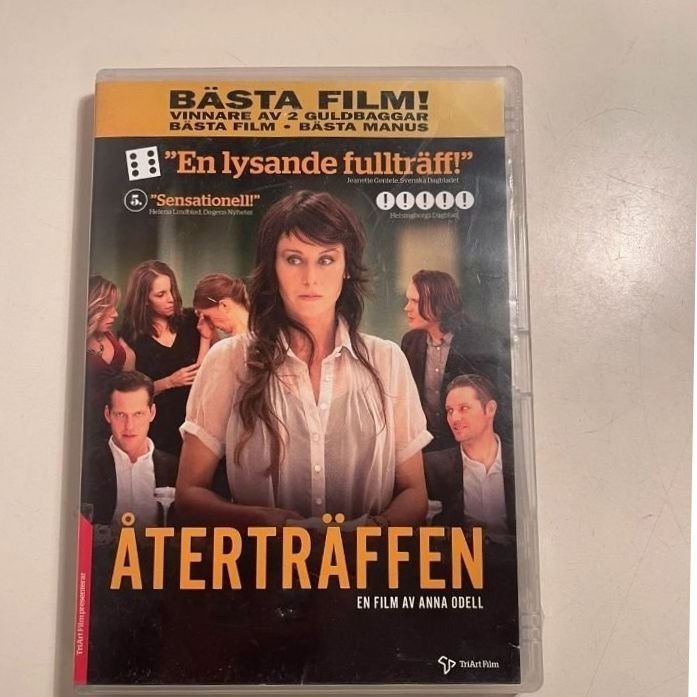 BÄSTA FILM!
VINNARE AV 2 GULDBAGGAR
BÄSTA FILM • BÄSTA MANUS
"En lysande fullträff!"
Jeanette Gentele, Svenska Dagbladet
5. "Sensationell!"
Helena Lindblad, Dagens Nyheter
Helsingborgs Dagblad
ÅTERTRÄFFEN
EN FILM AV ANNA ODELL
TriArt Film presenterar
TriArt Film